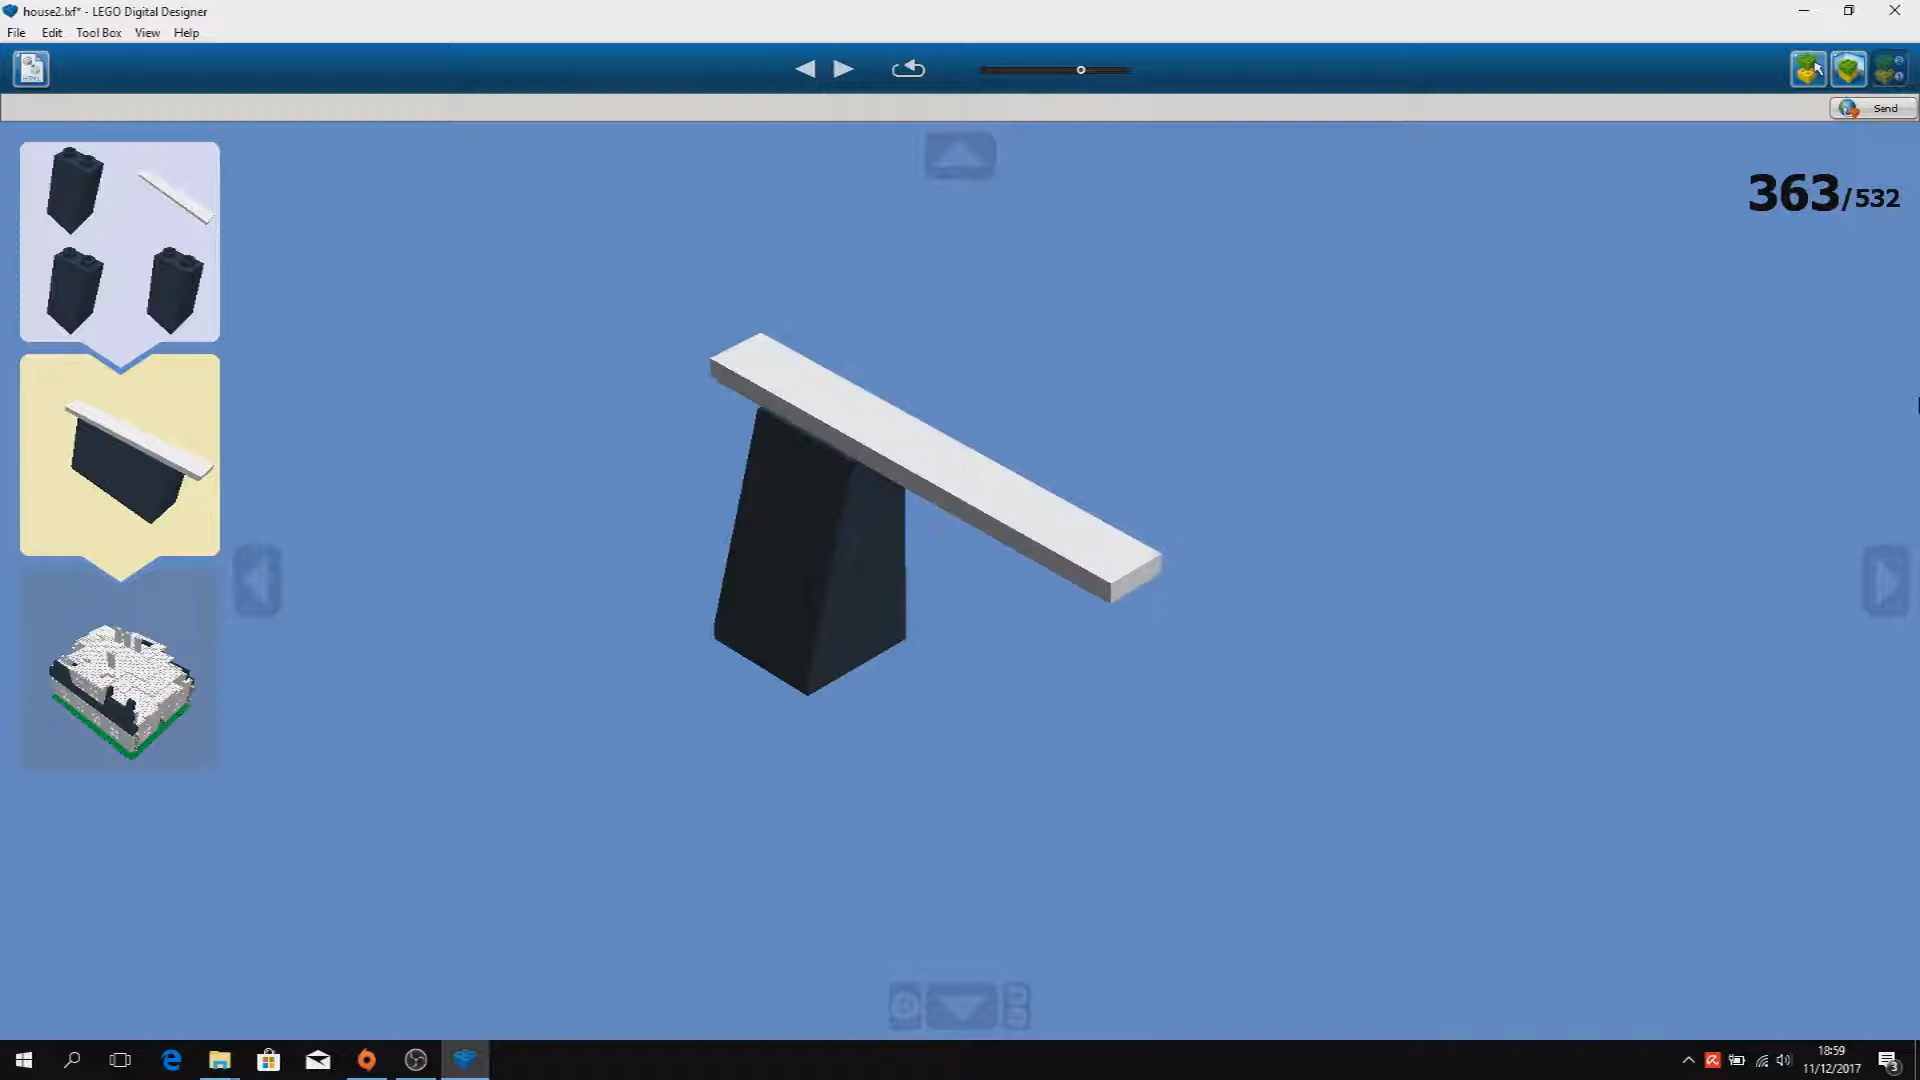 house2.lxf* - LEGO Digital Designer
File Edit Tool Box View Help
Send
363/532
18:59
11/12/2017
3